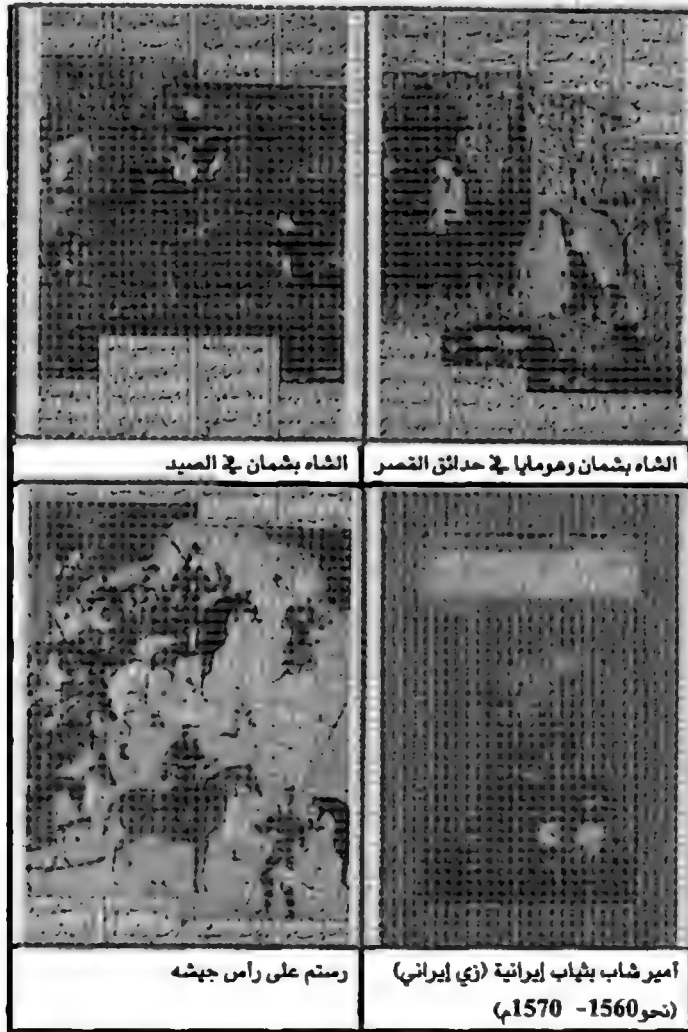 الشاه بشمان وهومايا في حدائق القصر
الشاه بشمان في الصيد
أمير شاب بثياب إيرانية (زي إيراني)
(نحو1560- 1570م)
رستم على رأس جيشه